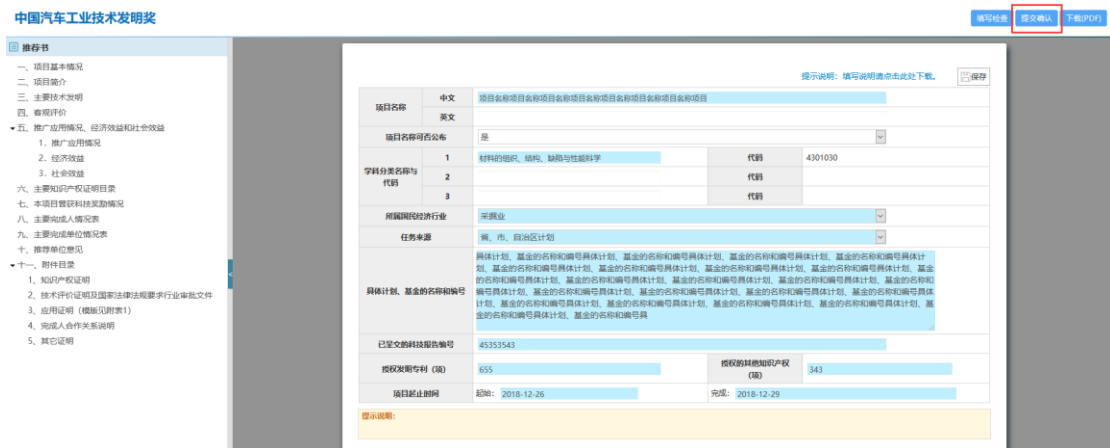 中国汽车工业技术发明奖
填写检查 提交确认 下载(PDF)
推荐书
一、项目基本情况
二、项目简介
三、主要技术发明
四、客观评价
五、推广应用情况、经济效益和社会效益
1．推广应用情况
2．经济效益
3．社会效益
六、主要知识产权证明目录
七、本项目曾获科技奖励情况
八、主要完成人情况表
九、主要完成单位情况表
十、推荐单位意见
十一、附件目录
1、知识产权证明
2、技术评价证明及国家法律法规要求行业审批文件
3、应用证明（模版见附表1）
4、完成人合作关系说明
5、其它证明
提示说明：填写说明请点击此处下载。 保存
项目名称 中文 项目名称项目名称项目名称项目名称项目名称项目名称项目名称
英文
项目名称可否公布 是
学科分类名称与代码 1 材料的组织、结构、缺陷与性能科学 代码 4301030
2 代码
3 代码
所属国民经济行业 采掘业
任务来源 省、市、自治区计划
具体计划、基金的名称和编号
具体计划、基金的名称和编号具体计划、基金的名称和编号具体计划、基金的名称和编号具体计划、基金的名称和编号具体计
划、基金的名称和编号具体计划、基金的名称和编号具体计划、基金的名称和编号具体计划、基金的名称和编号具体计划、基金
的名称和编号具体计划、基金的名称和编号具体计划、基金的名称和编号具体计划、基金的名称和编号具体计划、基金的名称和
编号具体计划、基金的名称和编号具体计划、基金的名称和编号具体计划、基金的名称和编号具体计划、基金的名称和编号具体
计划、基金的名称和编号具体计划、基金的名称和编号具体计划、基金的名称和编号具体计划、基金的名称和编号具体计划、基
金的名称和编号具体计划、基金的名称和编号具
已呈交的科技报告编号 45353543
授权发明专利（项） 655 授权的其他知识产权（项） 343
项目起止时间 起始： 2018-12-26 完成： 2018-12-29
提示说明：